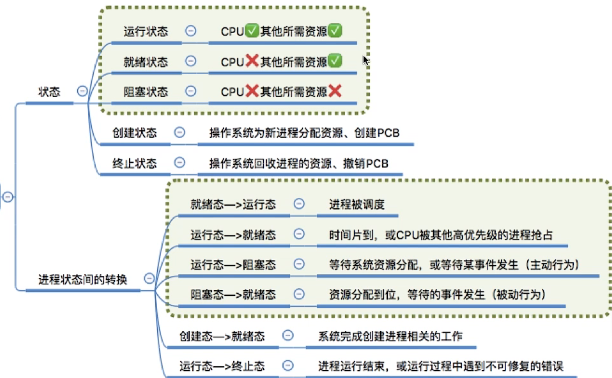 运行状态 CPU✅其他所需资源✅
就绪状态 CPU❌其他所需资源✅
状态 阻塞状态 CPU❌其他所需资源❌
创建状态 操作系统为新进程分配资源、创建PCB
终止状态 操作系统回收进程的资源、撤销PCB
就绪态—>运行态 进程被调度
运行态—>就绪态 时间片到，或CPU被其他高优先级的进程抢占
进程状态间的转换 运行态—>阻塞态 等待系统资源分配，或等待某事件发生（主动行为）
阻塞态—>就绪态 资源分配到位，等待的事件发生（被动行为）
创建态—>就绪态 系统完成创建进程相关的工作
运行态—>终止态 进程运行结束，或运行过程中遇到不可修复的错误